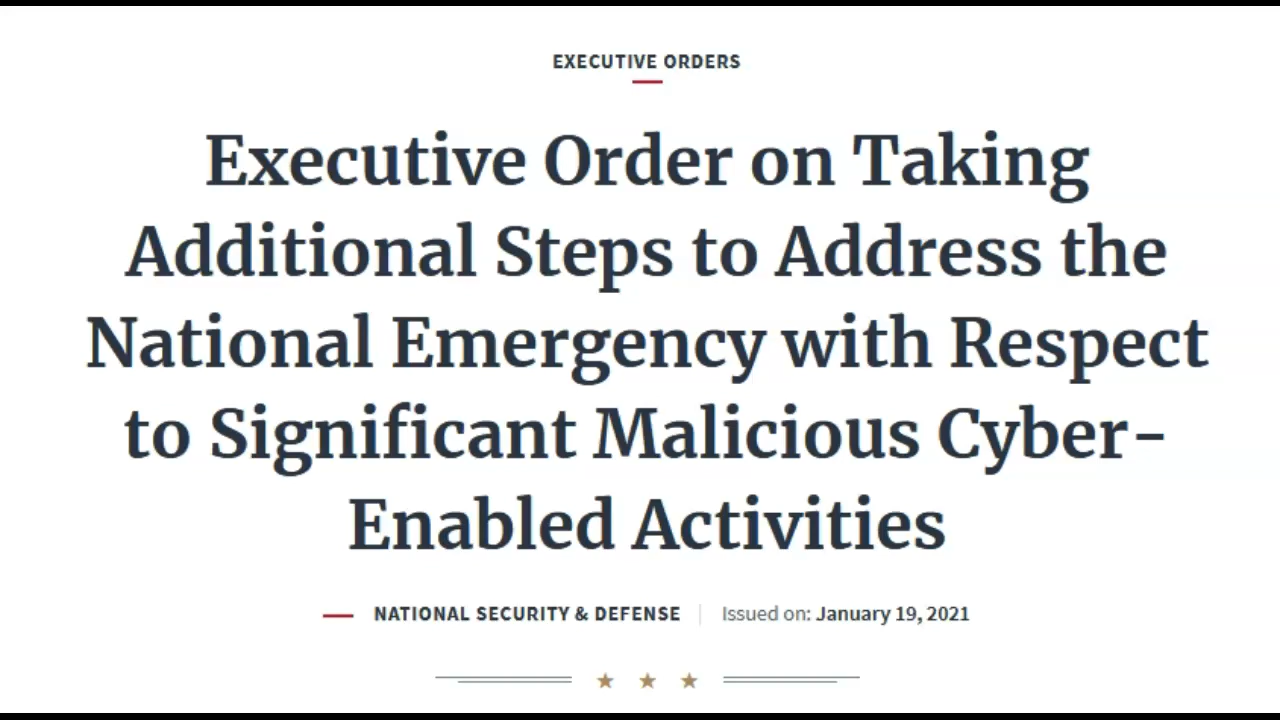 EXECUTIVE ORDERS
Executive Order on Taking
Additional Steps to Address the
National Emergency with Respect
to Significant Malicious Cyber-
Enabled Activities
NATIONAL SECURITY & DEFENSE | Issued on: January 19, 2021